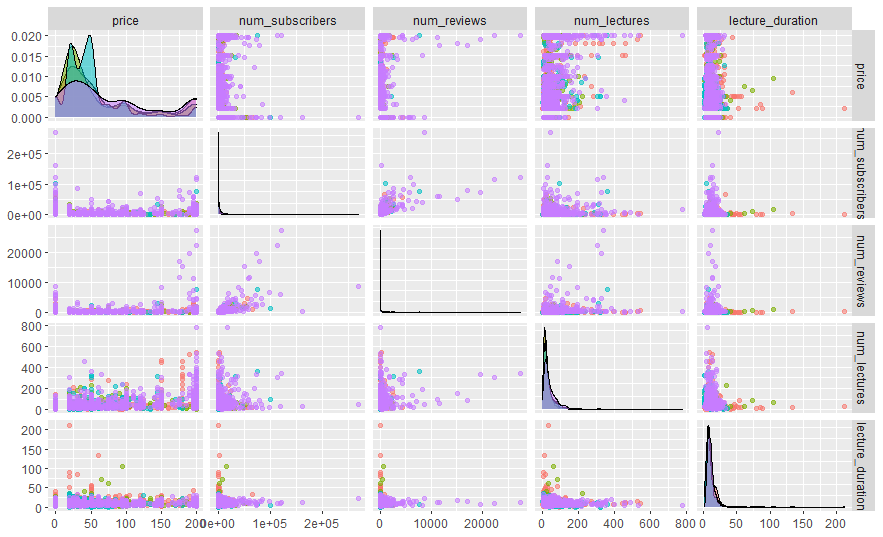 price num_subscribers num_reviews num_lectures lecture_duration
0.020
0.015
0.010
0.005
0.000
price
2e+05
1e+05
0e+00
num_subscribers
20000
10000
0
num_reviews
800
600
400
200
0
num_lectures
200
150
100
50
0
lecture_duration
0 50 100 150 200 0e+00 1e+05 2e+05 0 10000 20000 0 200 400 600 800 0 50 100 150 200